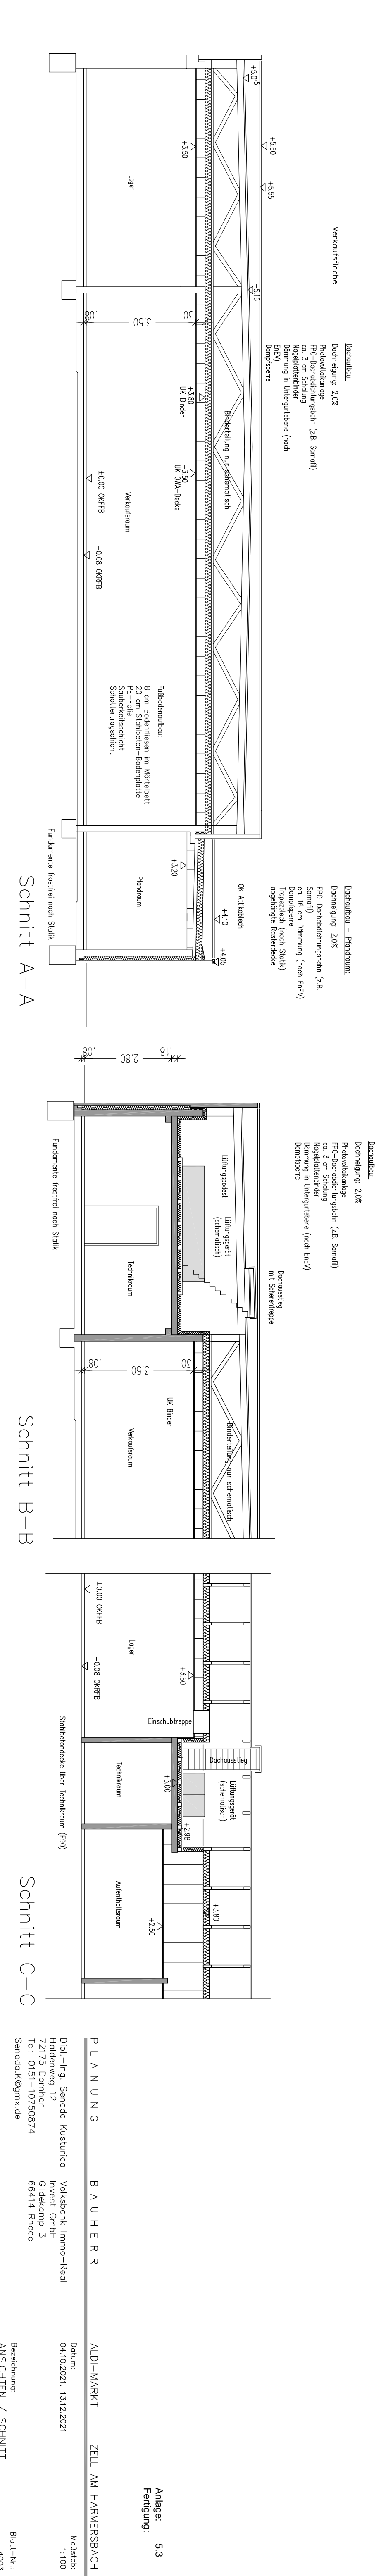 +5.60
+5.55
+5.01⁵
+5.16
+3.50
Lager
Verkaufsfläche
Dachaufbau:
Dachneigung: 2,0%
Photovoltaikanlage
FPO-Dachabdichtungsbahn (z.B. Sarnafil)
ca. 3 cm Schalung
Nagelplattenbinder
Dämmung in Untergurtebene (nach
EnEV)
Dampfsperre
.30
3.50
.08
+3.80
UK Binder
Binderteilung nur schematisch
+3.50
UK OWA-Decke
±0.00 OKFFB
Verkaufsraum
-0.08 OKRFB
Fußbodenaufbau:
8 cm Bodenfliesen im Mörtelbett
20 cm Stahlbeton-Bodenplatte
PE-Folie
Sauberkeitsschicht
Schottertragschicht
Dachaufbau - Pfandraum:
Dachneigung: 2,0%
FPO-Dachabdichtungsbahn (z.B.
Sarnafil)
ca. 16 cm Dämmung (nach EnEV)
Dampfsperre
Trapezblech (nach Statik)
abgehängte Rasterdecke
OK Attikablech
+4.10
+4.05
+3.20
Pfandraum
Fundamente frostfrei nach Statik
Schnitt A-A
.18
2.80
.08
Dachaufbau:
Dachneigung: 2,0%
Photovoltaikanlage
FPO-Dachabdichtungsbahn (z.B. Sarnafil)
ca. 3 cm Schalung
Nagelplattenbinder
Dämmung in Untergurtebene (nach EnEV)
Dampfsperre
Dachausstieg
mit Scherentreppe
Lüftungspodest
Lüftungsgerät
(schematisch)
Technikraum
.30
3.50
.08
UK Binder
Binderteilung nur schematisch
Verkaufsraum
Fundamente frostfrei nach Statik
Schnitt B-B
±0.00 OKFFB
Lager
-0.08 OKRFB
+3.50
Einschubtreppe
Dachausstieg
Lüftungsgerät
(schematisch)
Technikraum
+3.00
+2.98
+3.80
+2.50
Aufenthaltsraum
Stahlbetondecke über Technikraum (F90)
Schnitt C-C
PLANUNG
Dipl.-Ing. Senada Kusturica
Haldenweg 12
72175 Dornhan
Tel: 0151-10750874
Senada.K@gmx.de
BAUHERR
Volksbank Immo-Real
Invest GmbH
Gildekamp 3
66414 Rhede
ALDI-MARKT ZELL AM HARMERSBACH
Datum:
04.10.2021, 13.12.2021
Maßstab:
1:100
Bezeichnung:
ANSICHTEN / SCHNITT
Blatt-Nr.:
4003
Anlage: 5.3
Fertigung: